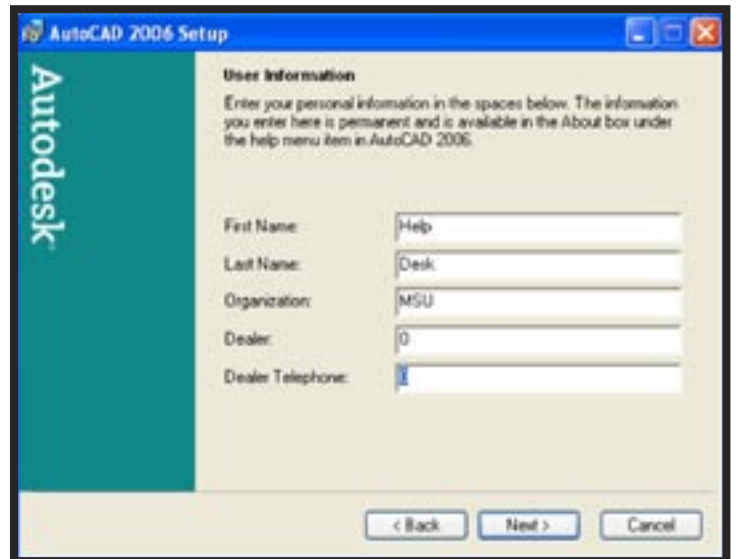 AutoCAD 2006 Setup
Autodesk
User Information
Enter your personal information in the spaces below. The information
you enter here is permanent and is available in the About box under
the help menu item in AutoCAD 2006.
First Name: Help
Last Name: Desk
Organization: MSU
Dealer: 0
Dealer Telephone: 0
< Back Next > Cancel